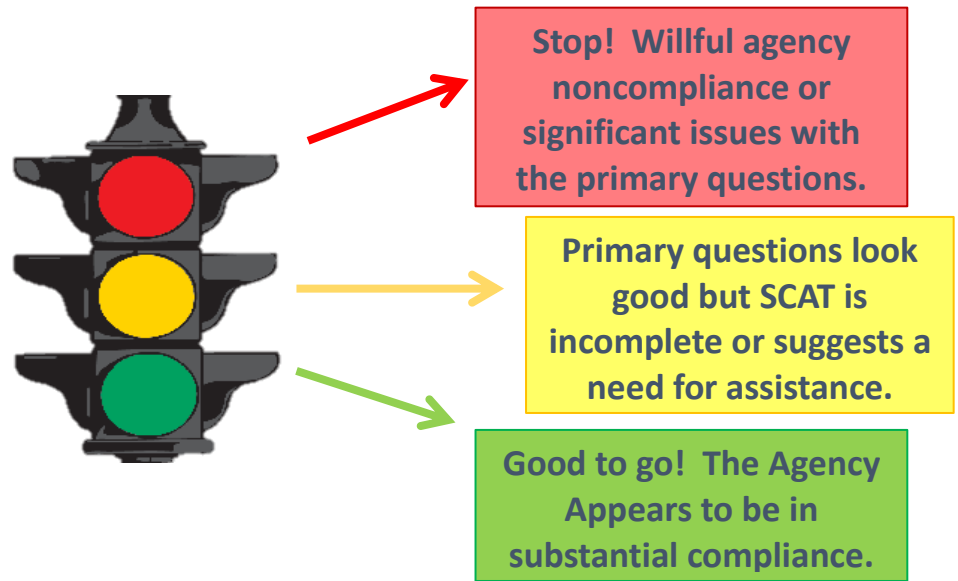 Stop!  Willful agency
noncompliance or
significant issues with
the primary questions.
Primary questions look
good but SCAT is
incomplete or suggests a
need for assistance.
Good to go!  The Agency
Appears to be in
substantial compliance.